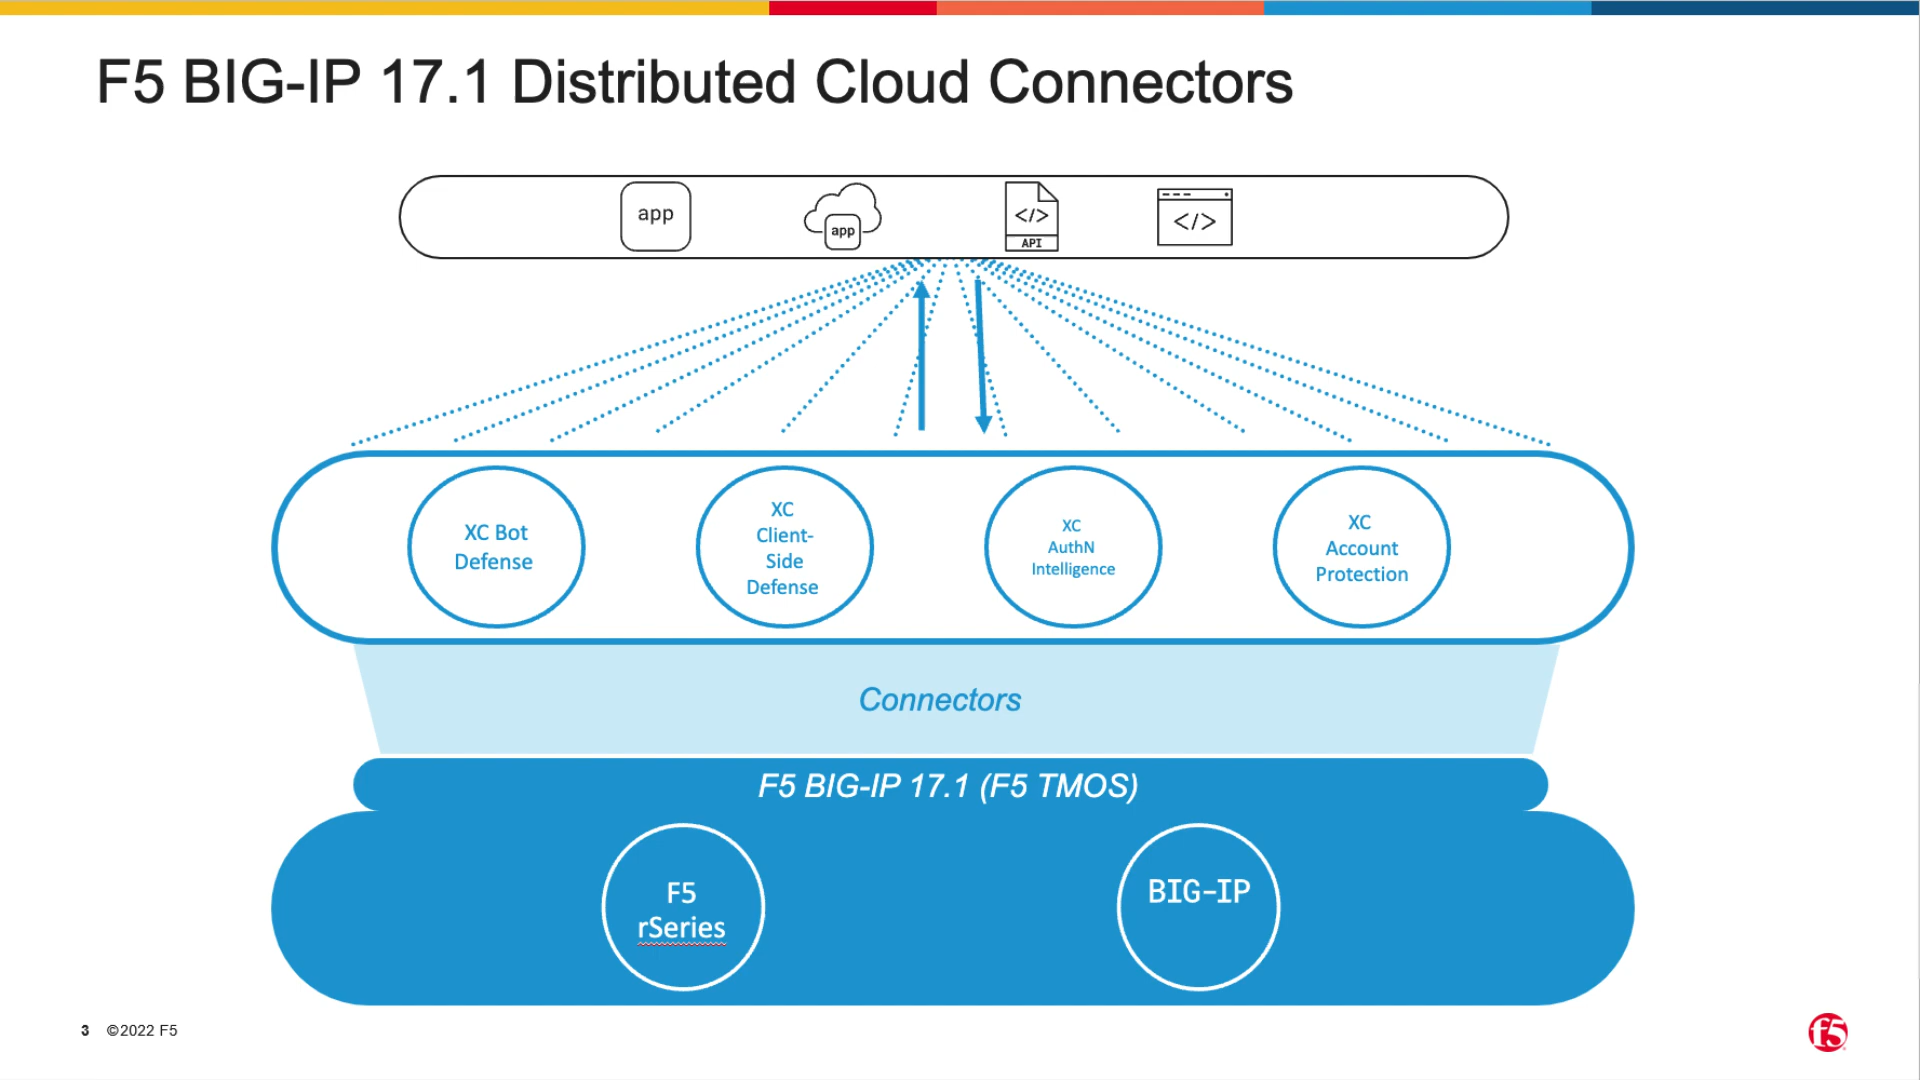 F5 BIG-IP 17.1 Distributed Cloud Connectors
app
app
</>
API
</>
XC Bot
Defense
XC
Client-
Side
Defense
XC
AuthN
Intelligence
XC
Account
Protection
Connectors
F5 BIG-IP 17.1 (F5 TMOS)
F5
rSeries
BIG-IP
3 ©2022 F5
f5